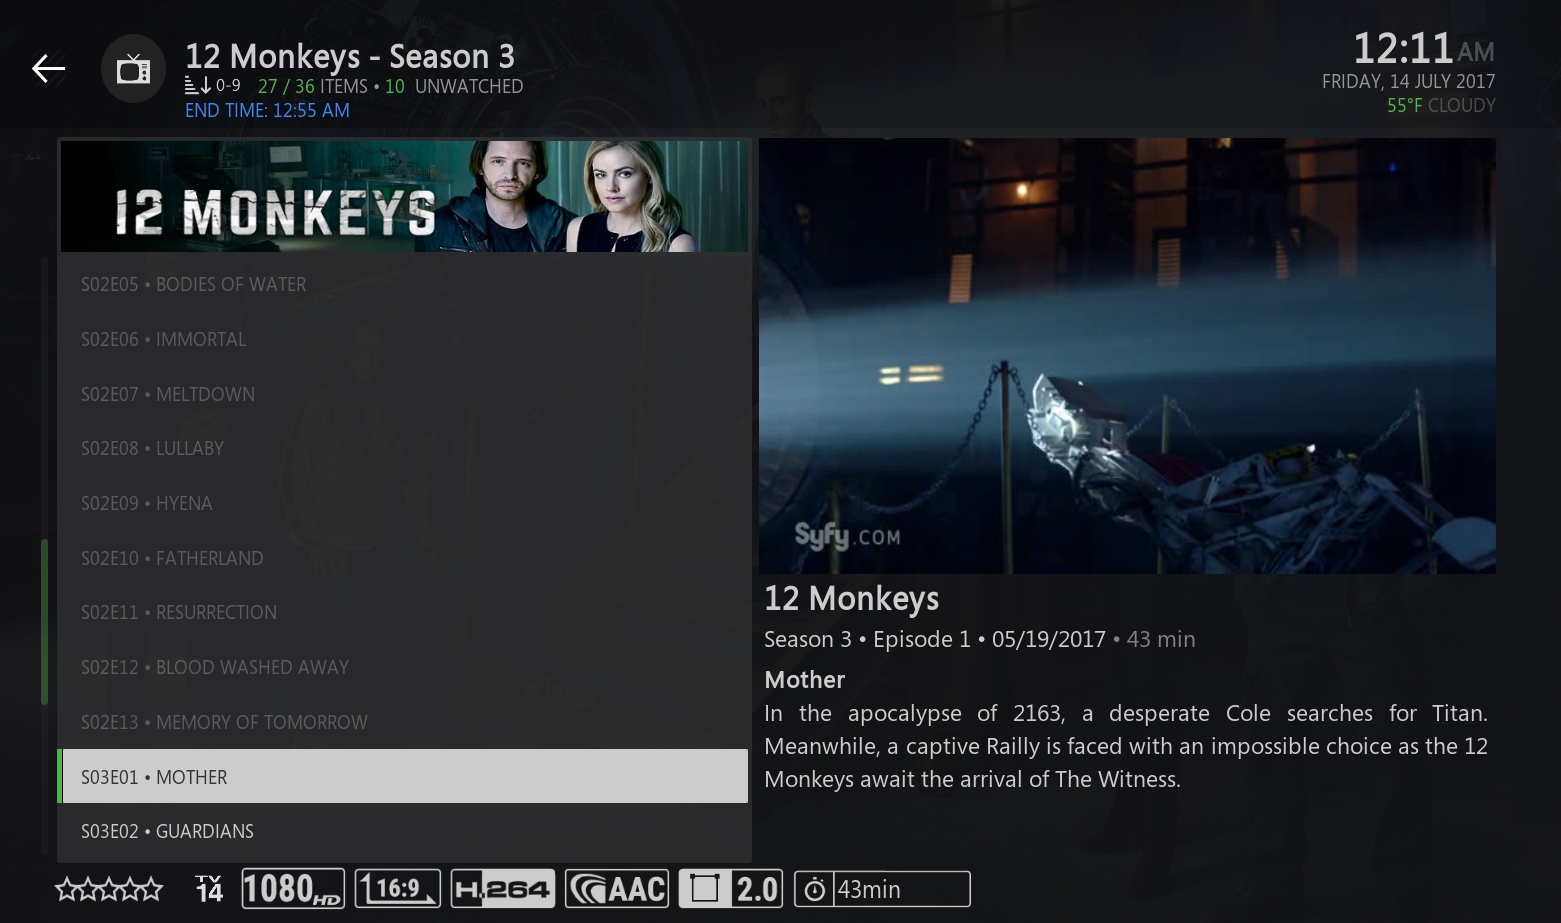 12 Monkeys - Season 3
0-9 27 / 36 ITEMS • 10 UNWATCHED
END TIME: 12:55 AM
12:11 AM
FRIDAY, 14 JULY 2017
55°F CLOUDY
12 MONKEYS
S02E05 • BODIES OF WATER
S02E06 • IMMORTAL
S02E07 • MELTDOWN
S02E08 • LULLABY
S02E09 • HYENA
S02E10 • FATHERLAND
S02E11 • RESURRECTION
S02E12 • BLOOD WASHED AWAY
S02E13 • MEMORY OF TOMORROW
S03E01 • MOTHER
S03E02 • GUARDIANS
Syfy.COM
12 Monkeys
Season 3 • Episode 1 • 05/19/2017 • 43 min
Mother
In the apocalypse of 2163, a desperate Cole searches for Titan.
Meanwhile, a captive Railly is faced with an impossible choice as the 12
Monkeys await the arrival of The Witness.
TV 14 1080 HD 16:9 H.264 AAC 2.0 43min